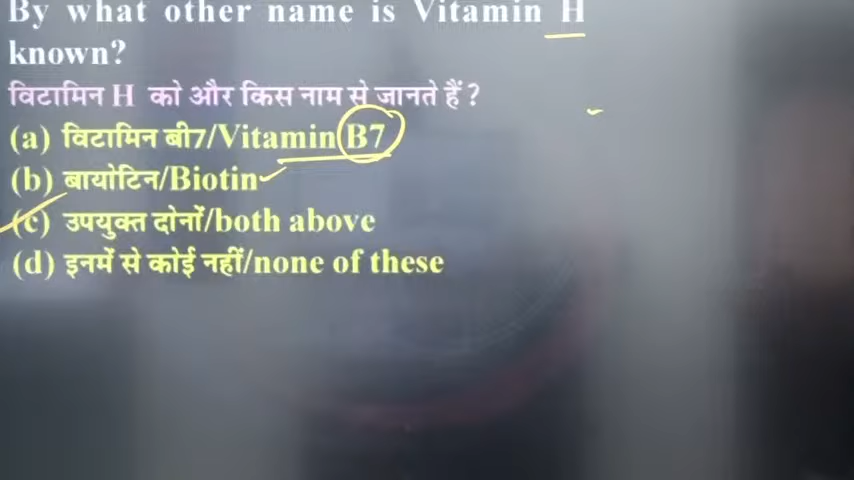 By what other name is Vitamin H
known?
विटामिन H को और किस नाम से जानते हैं ?
(a) विटामिन बी7/Vitamin B7
(b) बायोटिन/Biotin
(c) उपयुक्त दोनों/both above
(d) इनमें से कोई नहीं/none of these